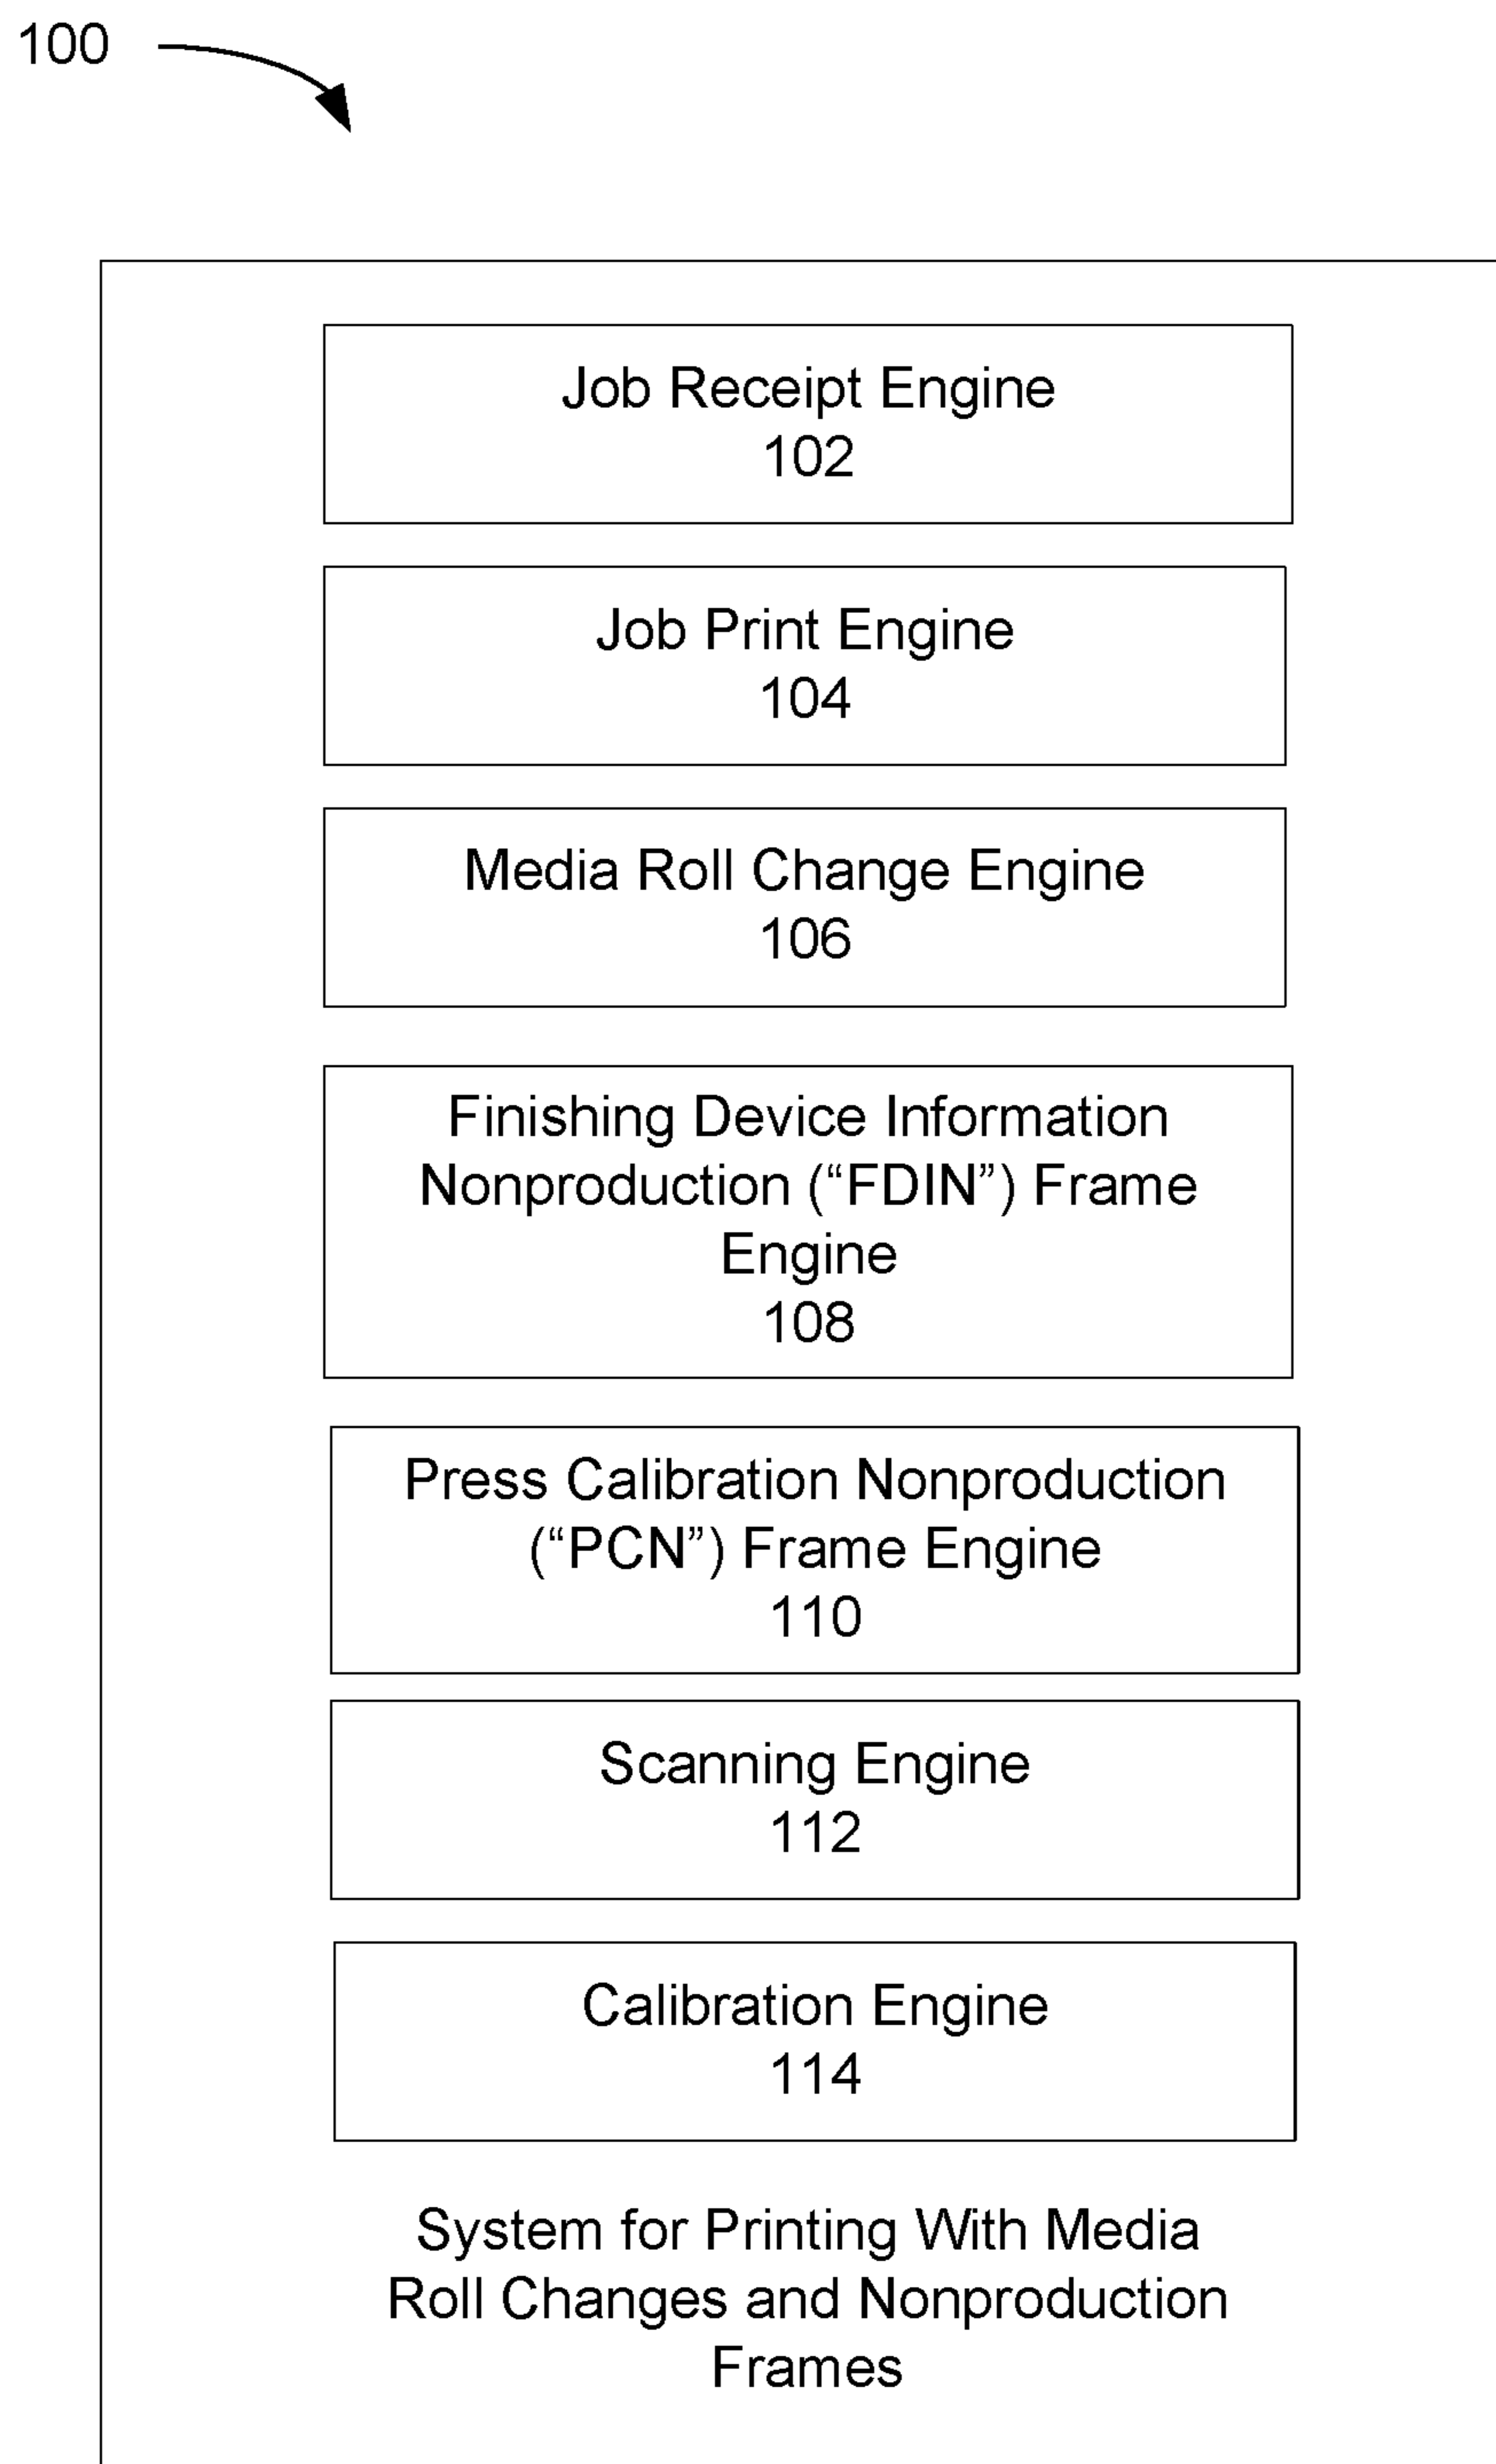 100
Job Receipt Engine
102
Job Print Engine
104
Media Roll Change Engine
106
Finishing Device Information
Nonproduction (“FDIN”) Frame
Engine
108
Press Calibration Nonproduction
(“PCN”) Frame Engine
110
Scanning Engine
112
Calibration Engine
114
System for Printing With Media
Roll Changes and Nonproduction
Frames